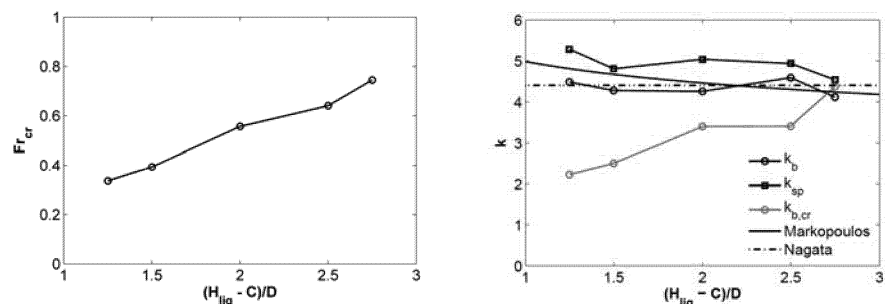 1
0.8
0.6
0.4
0.2
0
Fr_cr
1
1.5
2
2.5
3
(H_liq - C)/D
6
5
4
3
2
1
0
k
k_b
k_sp
k_b,cr
Markopoulos
Nagata
1
1.5
2
2.5
3
(H_liq − C)/D